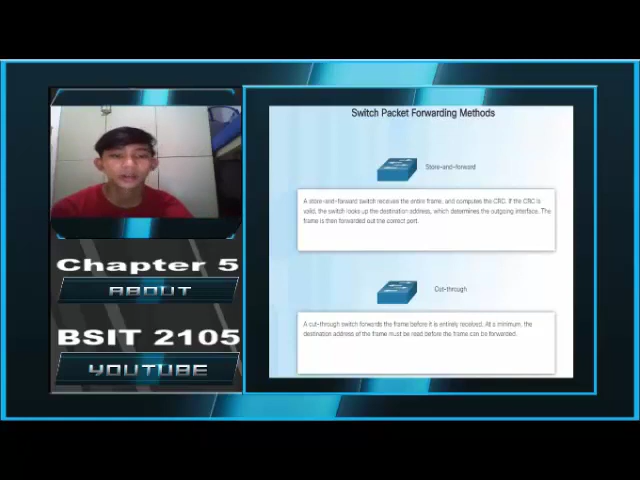 Switch Packet Forwarding Methods
Store-and-forward
A store-and-forward switch receives the entire frame, and computes the CRC. If the CRC is
valid, the switch looks up the destination address, which determines the outgoing interface. The
frame is then forwarded out the correct port.
Cut-through
A cut-through switch forwards the frame before it is entirely received. At a minimum, the
destination address of the frame must be read before the frame can be forwarded.
Chapter 5
ABOUT
BSIT 2105
YOUTUBE